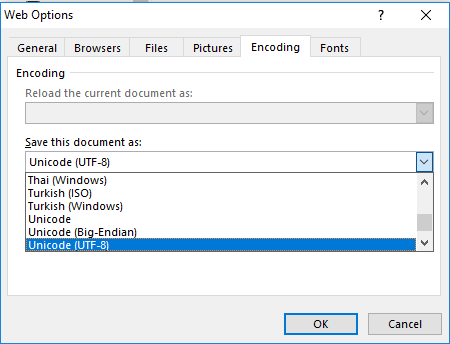 Web Options ? ×
General Browsers Files Pictures Encoding Fonts
Encoding
Reload the current document as:
Save this document as:
Unicode (UTF-8)
Thai (Windows)
Turkish (ISO)
Turkish (Windows)
Unicode
Unicode (Big-Endian)
Unicode (UTF-8)
OK Cancel